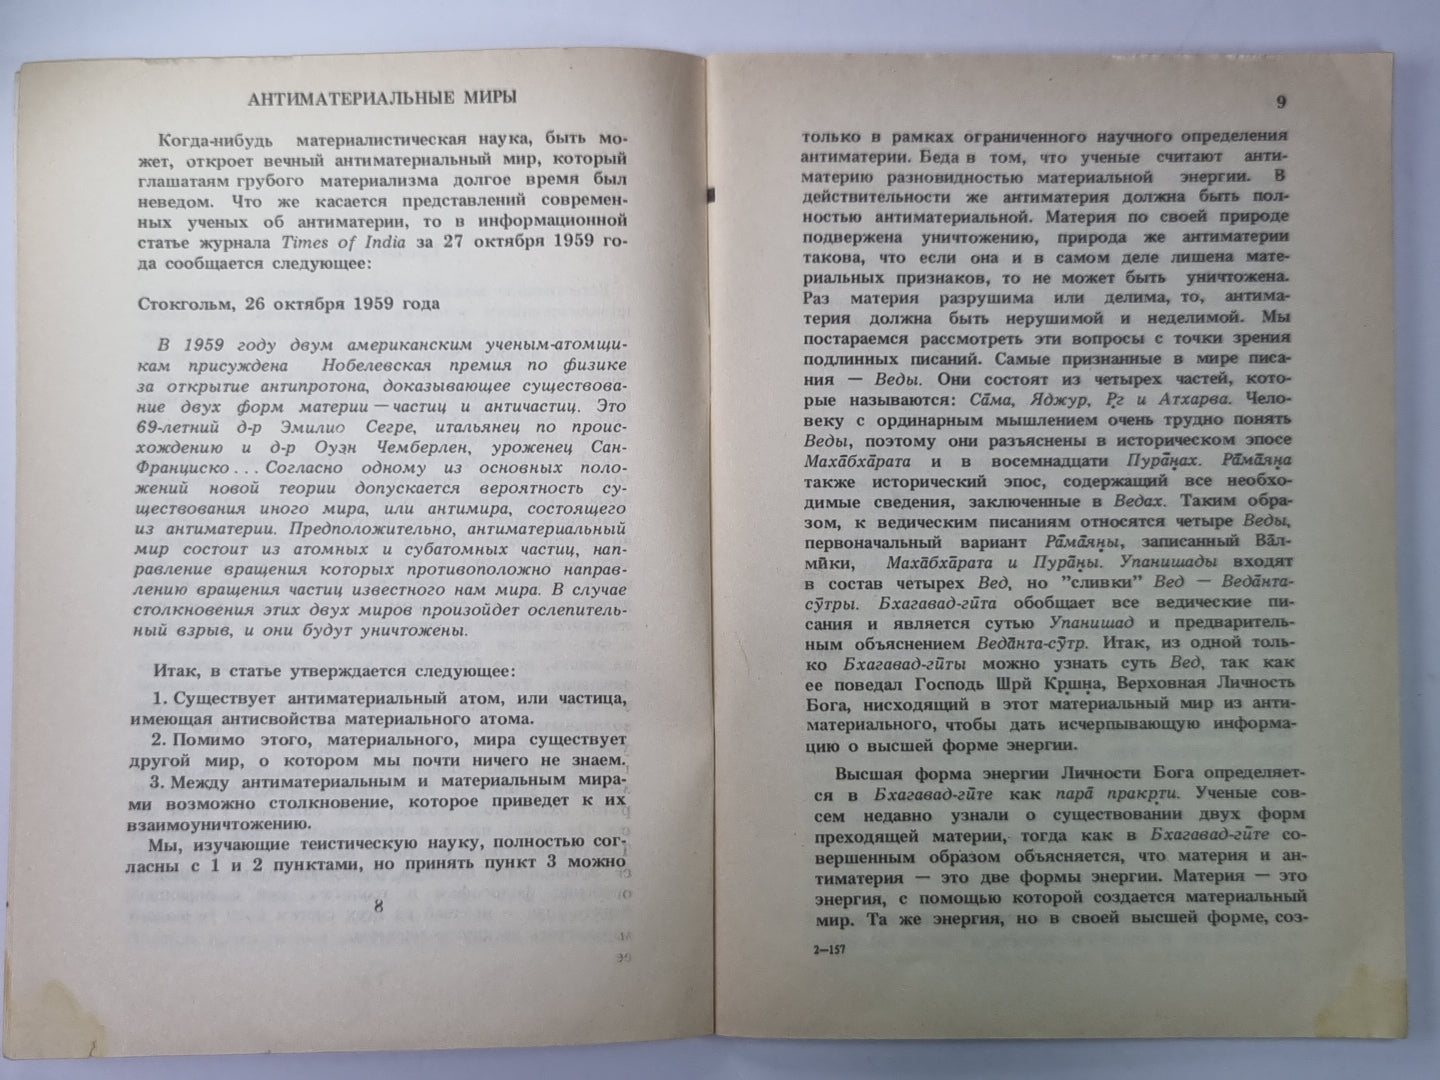 АНТИМАТЕРИАЛЬНЫЕ МИРЫ
Когда-нибудь материалистическая наука, быть мо-
жет, откроет вечный антиматериальный мир, который
глашатаям грубого материализма долгое время был
неведом. Что же касается представлений современ-
ных ученых об антиматерии, то в информационной
статье журнала Times of India за 27 октября 1959 го-
да сообщается следующее:
Стокгольм, 26 октября 1959 года
В 1959 году двум американским ученым-атомщи-
кам присуждена Нобелевская премия по физике
за открытие антипротона, доказывающее существова-
ние двух форм материи — частиц и античастиц. Это
69-летний д-р Эмилио Сегре, итальянец по проис-
хождению и д-р Оуэн Чемберлен, уроженец Сан-
Франциско... Согласно одному из основных поло-
жений новой теории допускается вероятность су-
ществования иного мира, или антимира, состоящего
из антиматерии. Предположительно, антиматериальный
мир состоит из атомных и субатомных частиц, нап-
равление вращения которых противоположно направ-
лению вращения частиц известного нам мира. В случае
столкновения этих двух миров произойдет ослепитель-
ный взрыв, и они будут уничтожены.
Итак, в статье утверждается следующее:
1. Существует антиматериальный атом, или частица,
имеющая антисвойства материального атома.
2. Помимо этого, материального, мира существует
другой мир, о котором мы почти ничего не знаем.
3. Между антиматериальным и материальным мира-
ми возможно столкновение, которое приведет к их
взаимоуничтожению.
Мы, изучающие теистическую науку, полностью сог-
ласны с 1 и 2 пунктами, но принять пункт 3 можно
8
9
только в рамках ограниченного научного определения
антиматерии. Беда в том, что ученые считают анти-
материю разновидностью материальной энергии. В
действительности же антиматерия должна быть пол-
ностью антиматериальной. Материя по своей природе
подвержена уничтожению, природа же антиматерии
такова, что если она и в самом деле лишена мате-
риальных признаков, то не может быть уничтожена.
Раз материя разрушима или делима, то, антима-
терия должна быть нерушимой и неделимой. Мы
постараемся рассмотреть эти вопросы с точки зрения
подлинных писаний. Самые признанные в мире писа-
ния — Веды. Они состоят из четырех частей, кото-
рые называются: Са̄ма, Яджур, Р̣г и Атхарва. Чело-
веку с ординарным мышлением очень трудно понять
Веды, поэтому они разъяснены в историческом эпосе
Маха̄бха̄рата и в восемнадцати Пура̄н̣ах. Ра̄ма̄ян̣а
также исторический эпос, содержащий все необхо-
димые сведения, заключенные в Ведах. Таким обра-
зом, к ведическим писаниям относятся четыре Веды,
первоначальный вариант Ра̄ма̄ян̣ы, записанный Ва̄л-
мӣки, Маха̄бха̄рата и Пура̄н̣ы. Упанишады входят
в состав четырех Вед, но ”сливки” Вед — Веда̄нта-
сӯтры. Бхагавад-гӣта обобщает все ведические пи-
сания и является сутью Упанишад и предваритель-
ным объяснением Веда̄нта-сӯтр. Итак, из одной толь-
ко Бхагавад-гӣты можно узнать суть Вед, так как
ее поведал Господь Шрӣ Кр̣шн̣а, Верховная Личность
Бога, нисходящий в этот материальный мир из анти-
материального, чтобы дать исчерпывающую информа-
цию о высшей форме энергии.
Высшая форма энергии Личности Бога определяет-
ся в Бхагавад-гӣте как пара̄ пракр̣ти. Ученые сов-
сем недавно узнали о существовании двух форм
преходящей материи, тогда как в Бхагавад-гӣте со-
вершенным образом объясняется, что материя и ан-
тиматерия — это две формы энергии. Материя — это
энергия, с помощью которой создается материальный
мир. Та же энергия, но в своей высшей форме, соз-
2—157